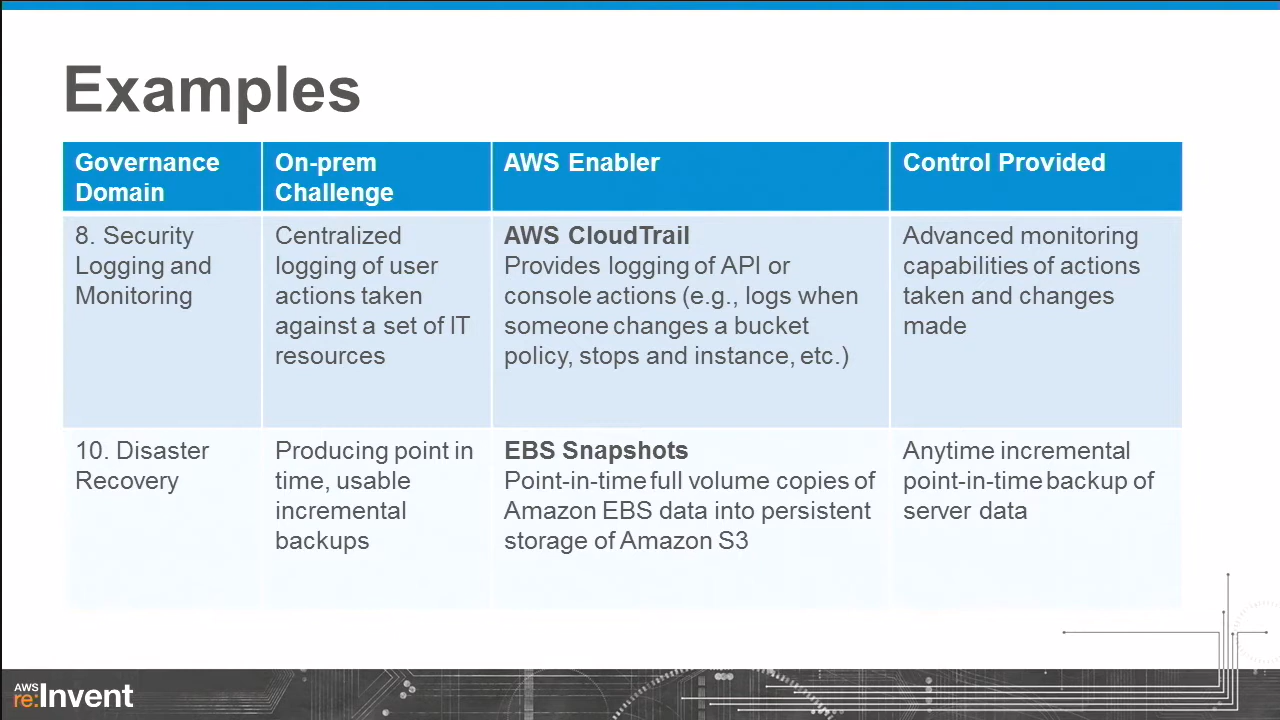 Examples
Governance
Domain
On-prem
Challenge
AWS Enabler
Control Provided
8. Security
Logging and
Monitoring
Centralized
logging of user
actions taken
against a set of IT
resources
AWS CloudTrail
Provides logging of API or
console actions (e.g., logs when
someone changes a bucket
policy, stops and instance, etc.)
Advanced monitoring
capabilities of actions
taken and changes
made
10. Disaster
Recovery
Producing point in
time, usable
incremental
backups
EBS Snapshots
Point-in-time full volume copies of
Amazon EBS data into persistent
storage of Amazon S3
Anytime incremental
point-in-time backup of
server data
AWS
re:Invent